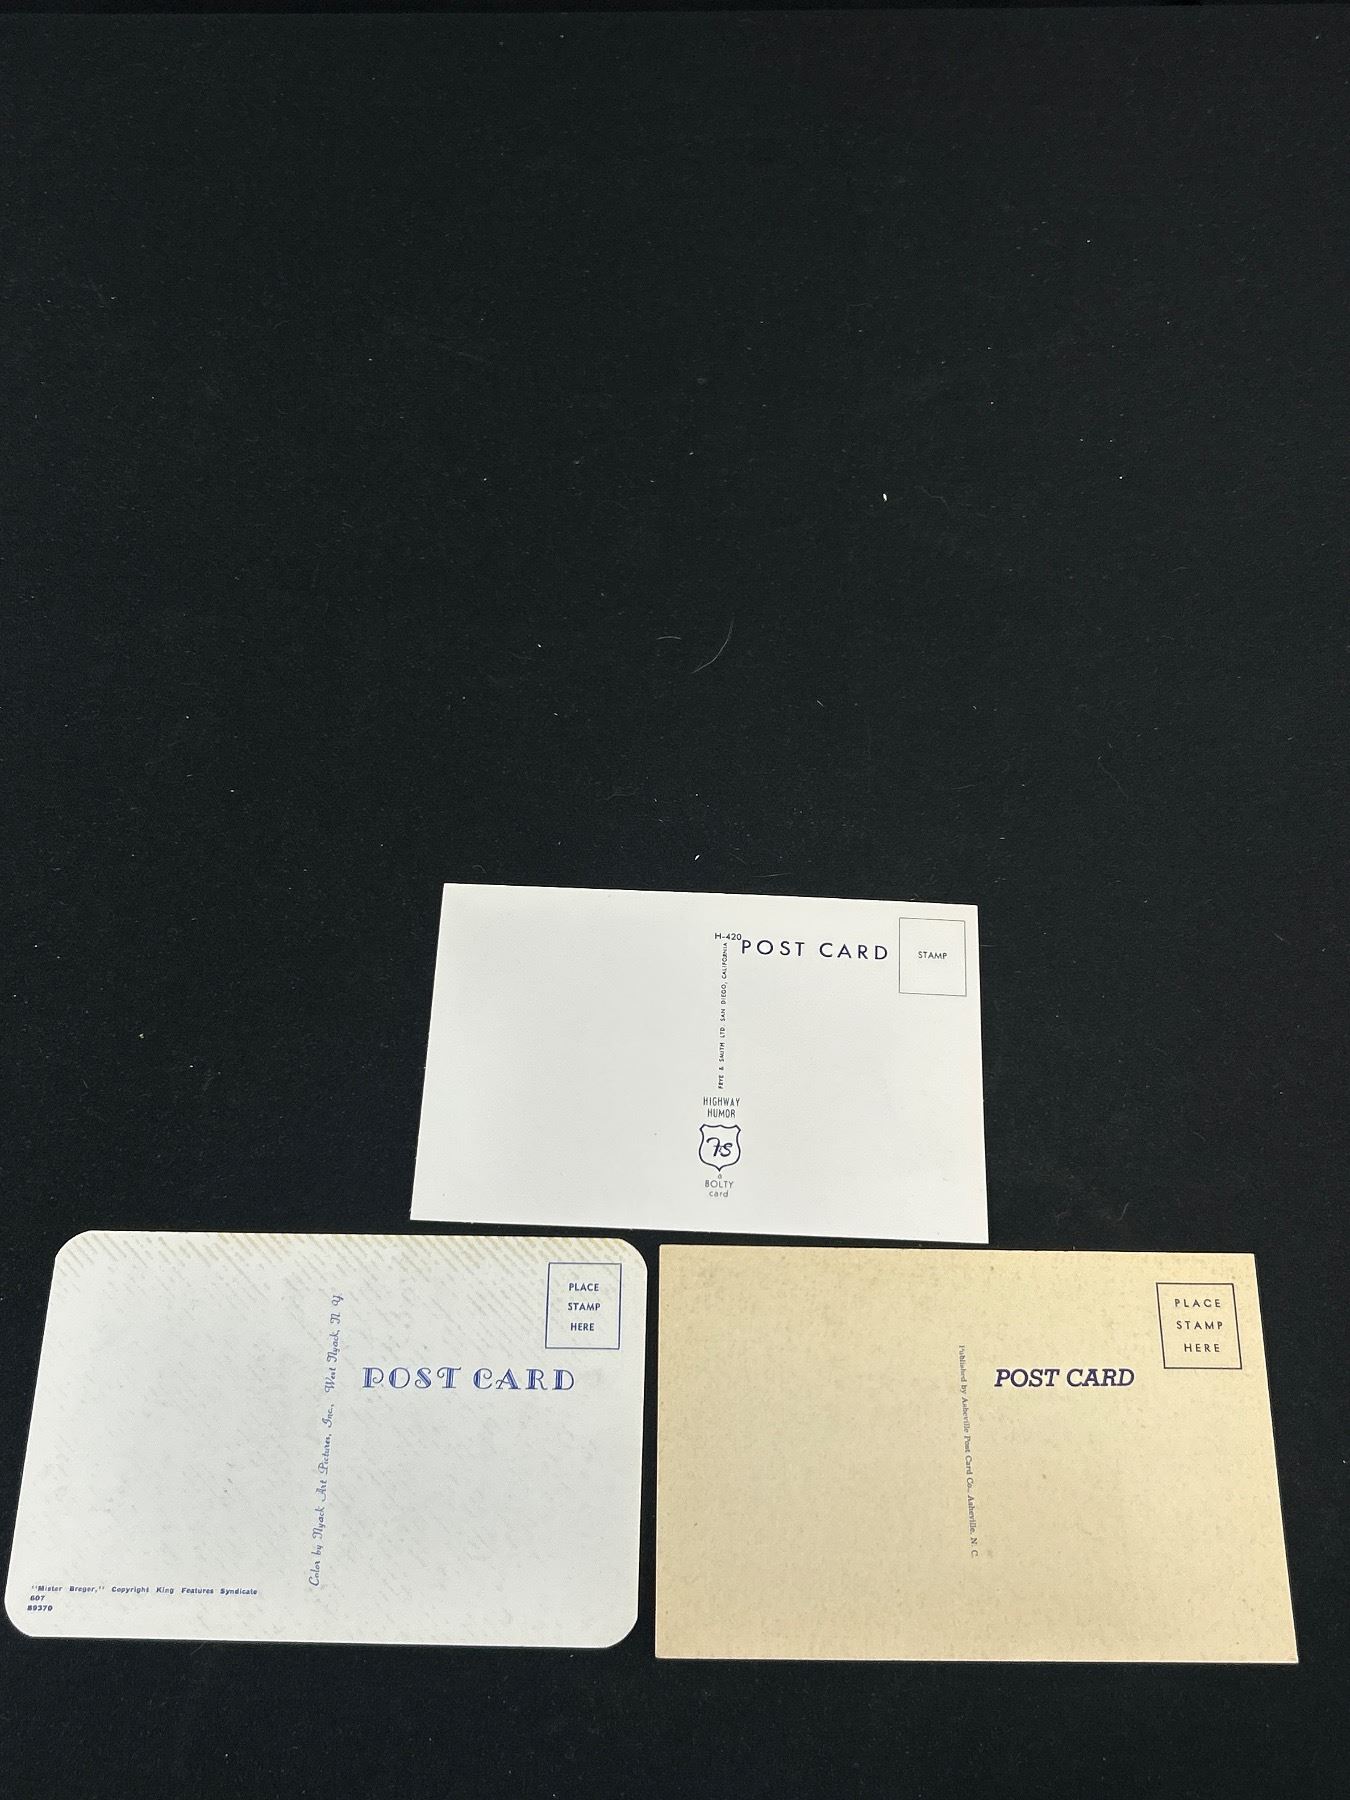 H-420
POST CARD
STAMP
FRYE & SMITH LTD. SAN DIEGO, CALIFORNIA
HIGHWAY
HUMOR
FS
a
BOLTY
card
PLACE
STAMP
HERE
POST CARD
Color by Nyack Art Pictures, Inc., West Nyack, N. Y.
"Mister Breger," Copyright King Features Syndicate
607
B9370
PLACE
STAMP
HERE
POST CARD
Published by Asheville Post Card Co., Asheville, N. C.